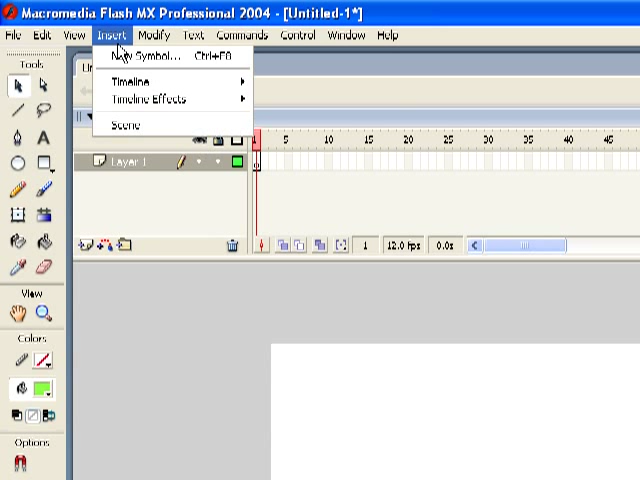 Macromedia Flash MX Professional 2004 - [Untitled-1*]
File Edit View Insert Modify Text Commands Control Window Help
Tools
New Symbol... Ctrl+F8
Timeline
Timeline Effects
Scene
5 10 15 20 25 30 35 40 45
Layer 1
1 12.0 fps 0.0s
View
Colors
Options